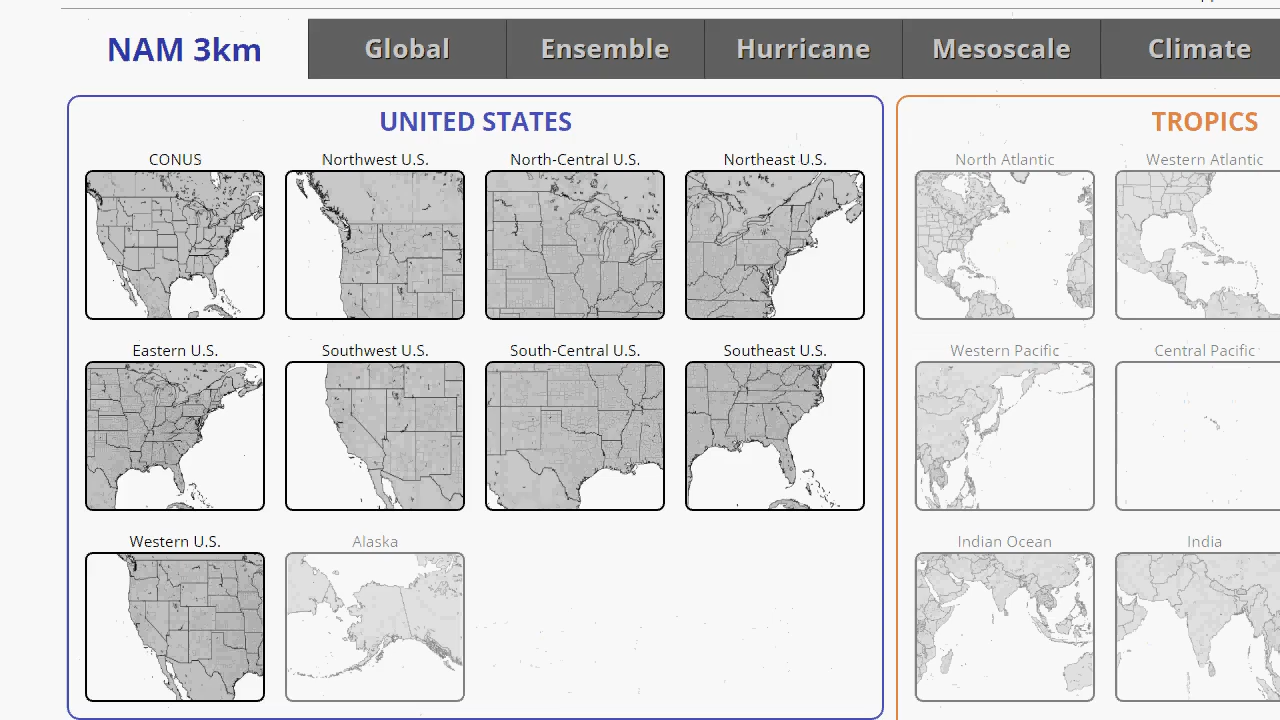 NAM 3km
Global
Ensemble
Hurricane
Mesoscale
Climate
UNITED STATES
CONUS
Northwest U.S.
North-Central U.S.
Northeast U.S.
Eastern U.S.
Southwest U.S.
South-Central U.S.
Southeast U.S.
Western U.S.
Alaska
TROPICS
North Atlantic
Western Atlantic
Western Pacific
Central Pacific
Indian Ocean
India